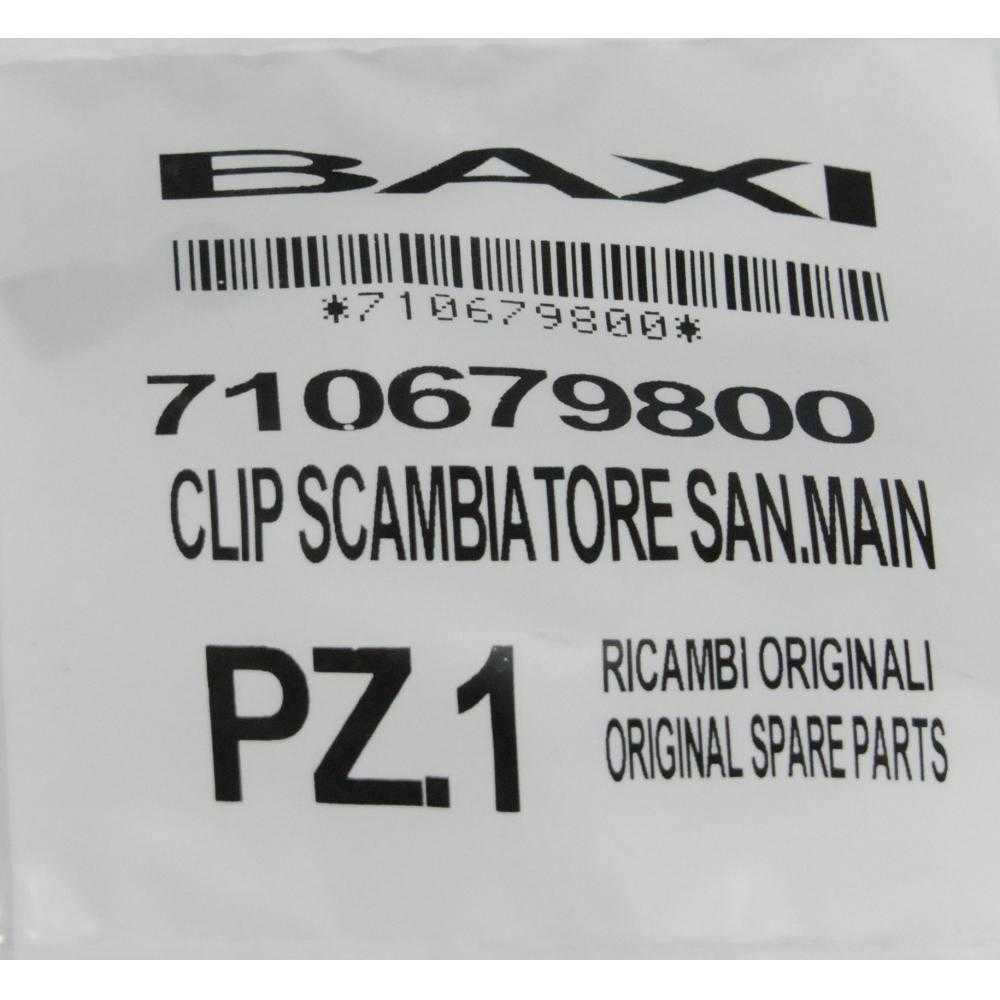 BAXI
*710679800*
710679800
CLIP SCAMBIATORE SAN.MAIN
PZ.1
RICAMBi ORIGINALI
ORIGINAL SPARE PARTS